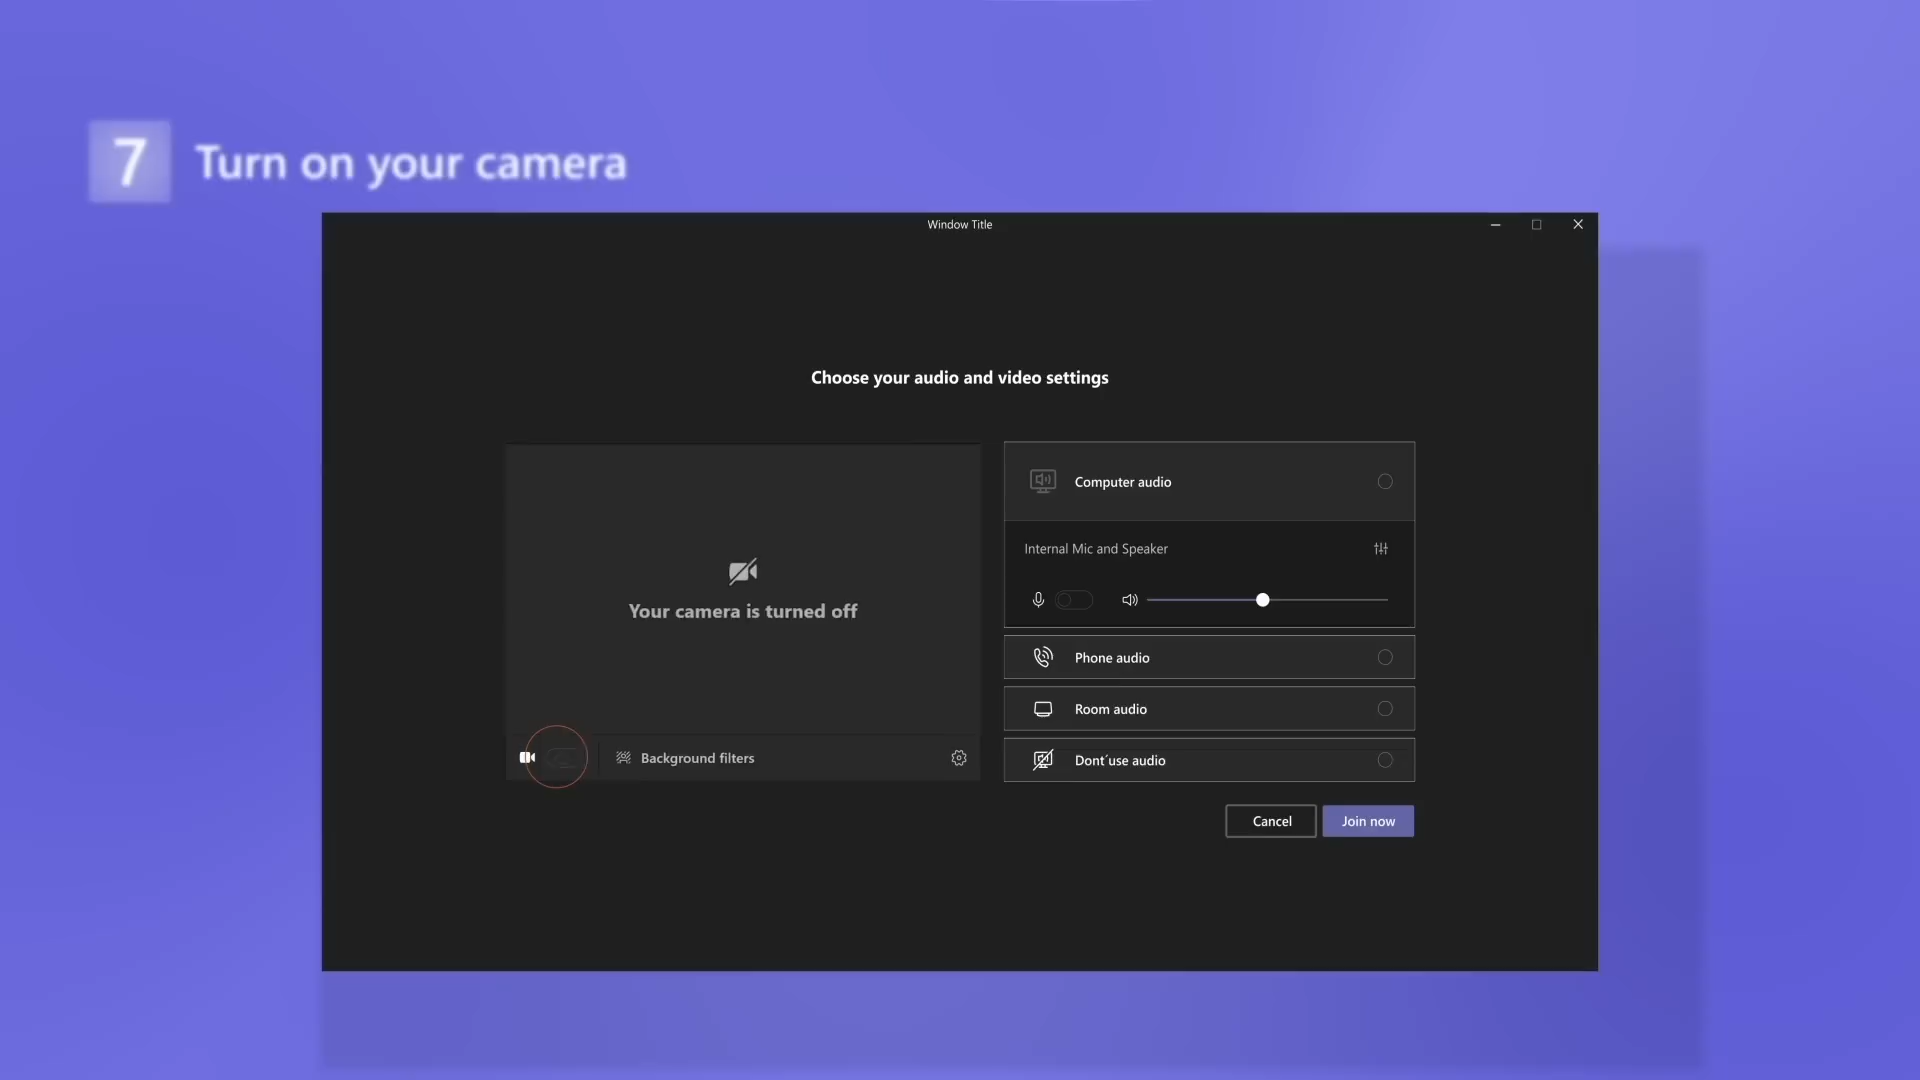 7 Turn on your camera
Window Title
Choose your audio and video settings
Your camera is turned off
Background filters
Computer audio
Internal Mic and Speaker
Phone audio
Room audio
Dont´use audio
Cancel
Join now